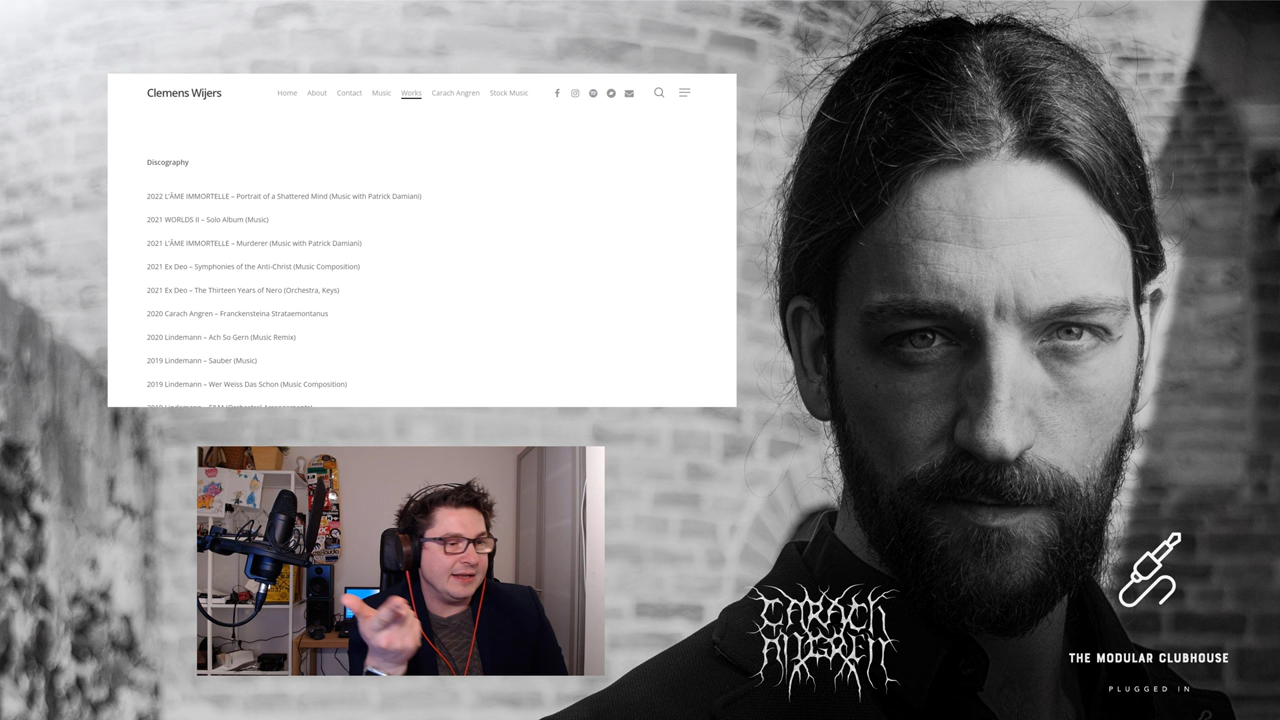 Clemens Wijers
Home About Contact Music Works Carach Angren Stock Music
Discography
2022 L'ÂME IMMORTELLE – Portrait of a Shattered Mind (Music with Patrick Damiani)
2021 WORLDS II – Solo Album (Music)
2021 L'ÂME IMMORTELLE – Murderer (Music with Patrick Damiani)
2021 Ex Deo – Symphonies of the Anti-Christ (Music Composition)
2021 Ex Deo – The Thirteen Years of Nero (Orchestra, Keys)
2020 Carach Angren – Franckensteina Strataemontanus
2020 Lindemann – Ach So Gern (Music Remix)
2019 Lindemann – Sauber (Music)
2019 Lindemann – Wer Weiss Das Schon (Music Composition)
CARACH
ANGREN
THE MODULAR CLUBHOUSE
PLUGGED IN